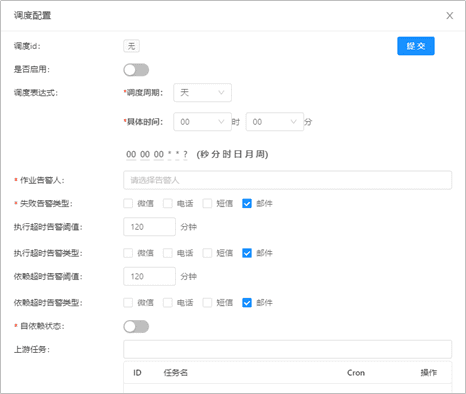 调度配置
调度id: 无 提 交
是否启用:
调度表达式: *调度周期: 天
*具体时间: 00 时 00 分
00 00 00 * * ? (秒 分 时 日 月 周)
* 作业告警人: 请选择告警人
* 失败告警类型: 微信 电话 短信 邮件
执行超时告警阈值: 120 分钟
执行超时告警类型: 微信 电话 短信 邮件
依赖超时告警阈值: 120 分钟
依赖超时告警类型: 微信 电话 短信 邮件
* 自依赖状态:
上游任务:
ID 任务名 Cron 操作